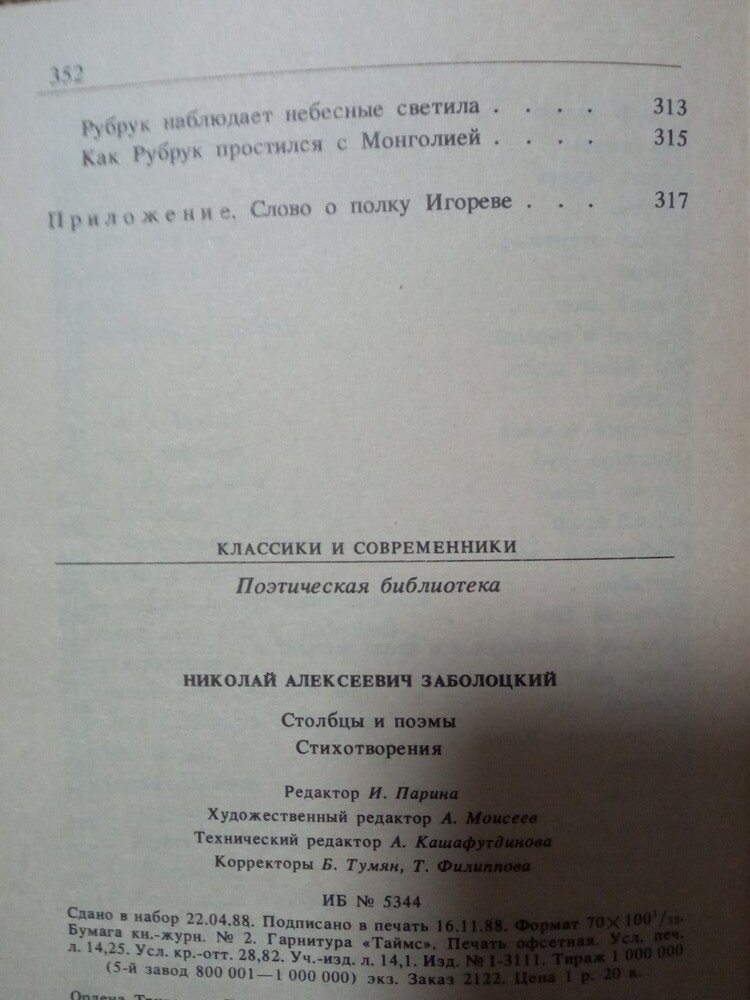 352
Рубрук наблюдает небесные светила . . . . 313
Как Рубрук простился с Монголией . . . . 315
Приложение. Слово о полку Игореве . . . 317
КЛАССИКИ И СОВРЕМЕННИКИ
Поэтическая библиотека
НИКОЛАЙ АЛЕКСЕЕВИЧ ЗАБОЛОЦКИЙ
Столбцы и поэмы
Стихотворения
Редактор И. Парина
Художественный редактор А. Моисеев
Технический редактор А. Кашафутдинова
Корректоры Б. Тумян, Т. Филиппова
ИБ № 5344
Сдано в набор 22.04.88. Подписано в печать 16.11.88. Формат 70×100¹/₃₂.
Бумага кн.-журн. № 2. Гарнитура «Таймс». Печать офсетная. Усл. печ.
л. 14,25. Усл. кр.-отт. 28,82. Уч.-изд. л. 14,1. Изд. № I-3111. Тираж 1 000 000
(5-й завод 800 001—1 000 000) экз. Заказ 2122. Цена 1 р. 20 к.
Ордена